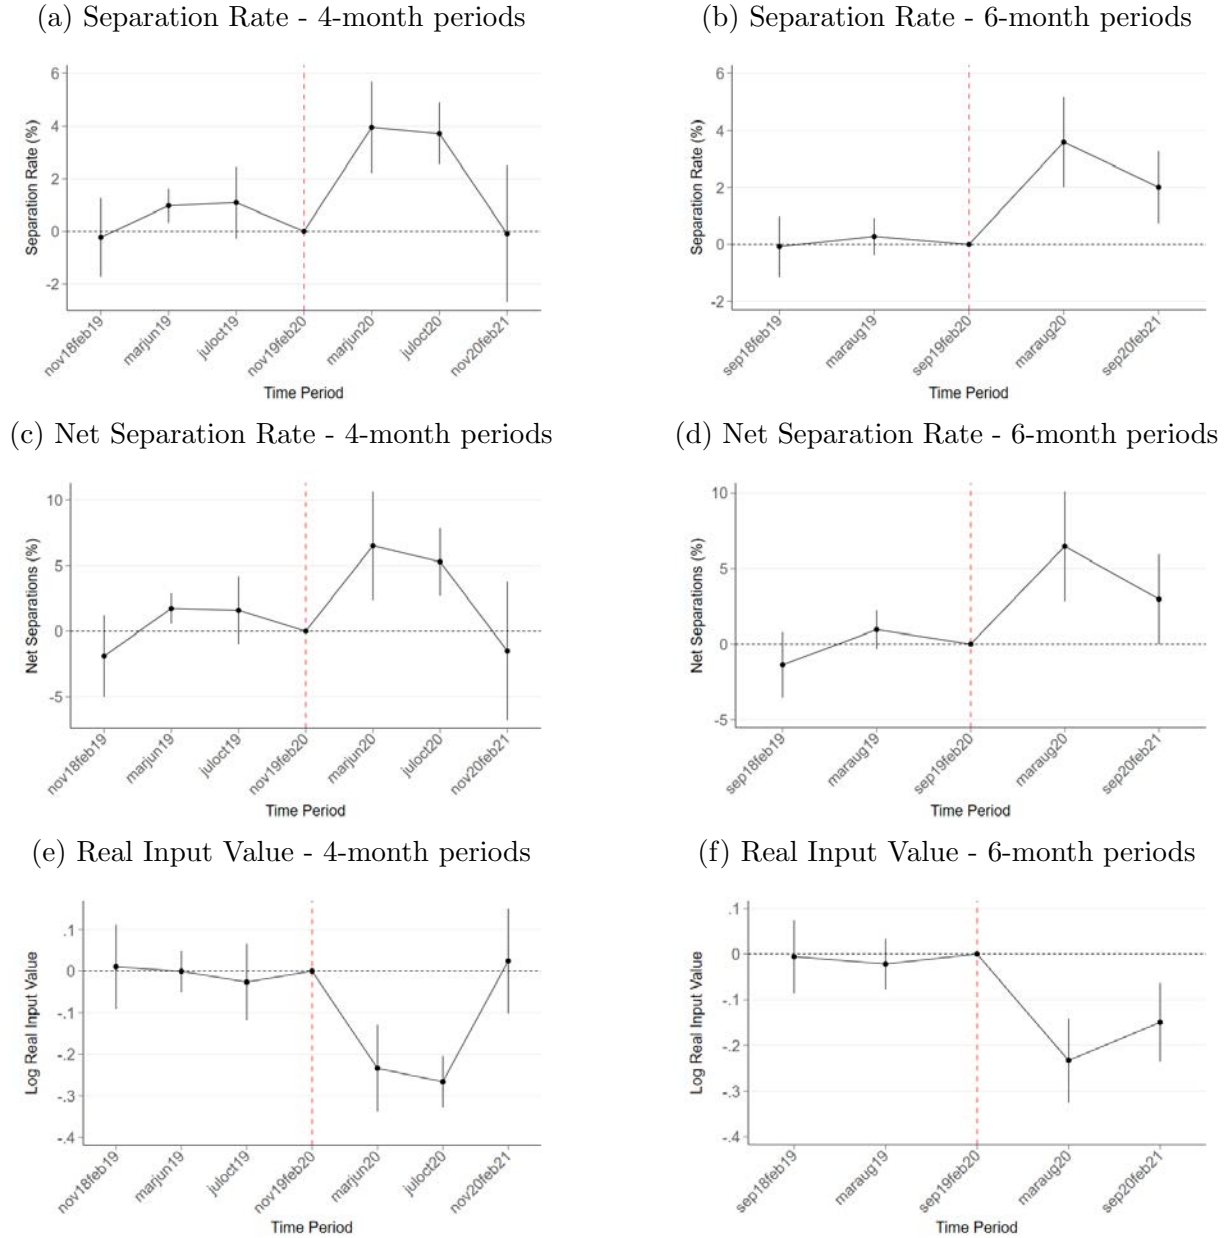 (a) Separation Rate - 4-month periods
Separation Rate (%)
6
4
2
0
-2
nov18feb19
marjun19
juloct19
nov19feb20
marjun20
juloct20
nov20feb21
Time Period
(b) Separation Rate - 6-month periods
Separation Rate (%)
6
4
2
0
-2
sep18feb19
maraug19
sep19feb20
maraug20
sep20feb21
Time Period
(c) Net Separation Rate - 4-month periods
Net Separations (%)
10
5
0
-5
nov18feb19
marjun19
juloct19
nov19feb20
marjun20
juloct20
nov20feb21
Time Period
(d) Net Separation Rate - 6-month periods
Net Separations (%)
10
5
0
-5
sep18feb19
maraug19
sep19feb20
maraug20
sep20feb21
Time Period
(e) Real Input Value - 4-month periods
Log Real Input Value
.1
0
-.1
-.2
-.3
-.4
nov18feb19
marjun19
juloct19
nov19feb20
marjun20
juloct20
nov20feb21
Time Period
(f) Real Input Value - 6-month periods
Log Real Input Value
.1
0
-.1
-.2
-.3
-.4
sep18feb19
maraug19
sep19feb20
maraug20
sep20feb21
Time Period